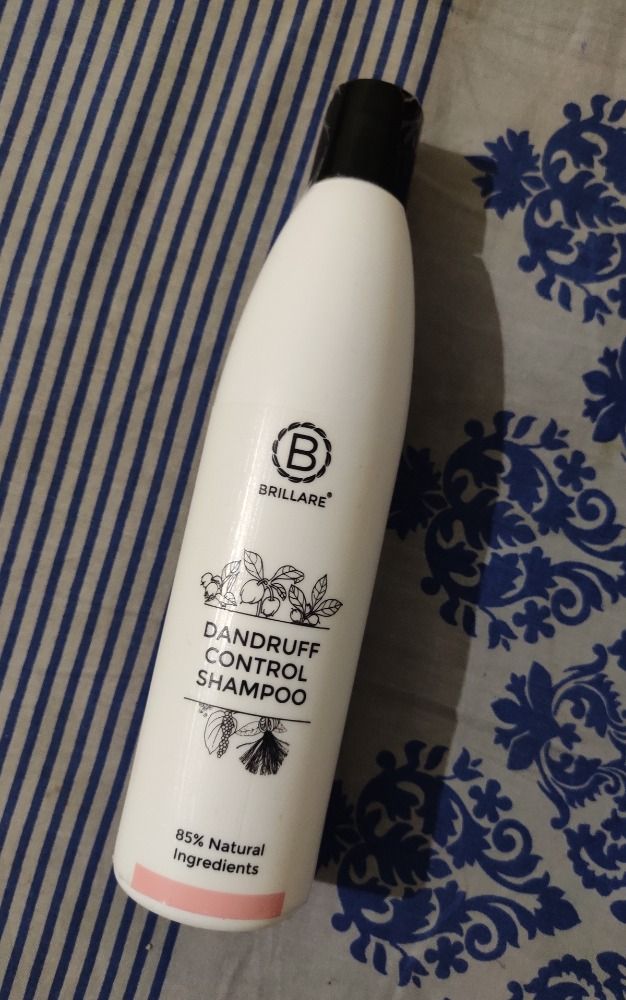 B
BRILLARE®
DANDRUFF
CONTROL
SHAMPOO
85% Natural
Ingredients